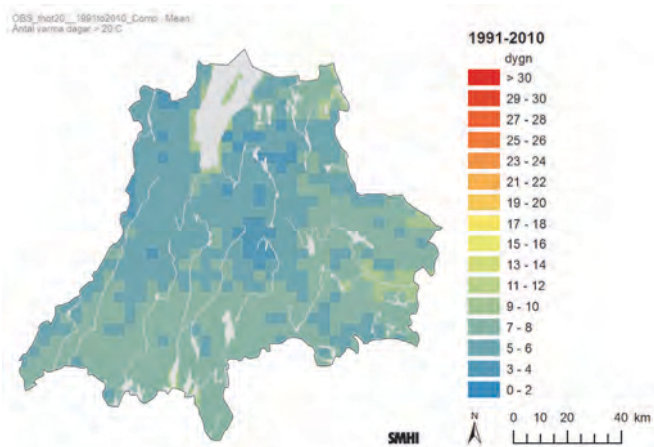 OBS_thot20__1991to2010_Comp - Mean
Antal varma dagar > 20 C
1991-2010
dygn
> 30
29 - 30
27 - 28
25 - 26
23 - 24
21 - 22
19 - 20
17 - 18
15 - 16
13 - 14
11 - 12
9 - 10
7 - 8
5 - 6
3 - 4
0 - 2
N
SMHI
0 10 20 40 km